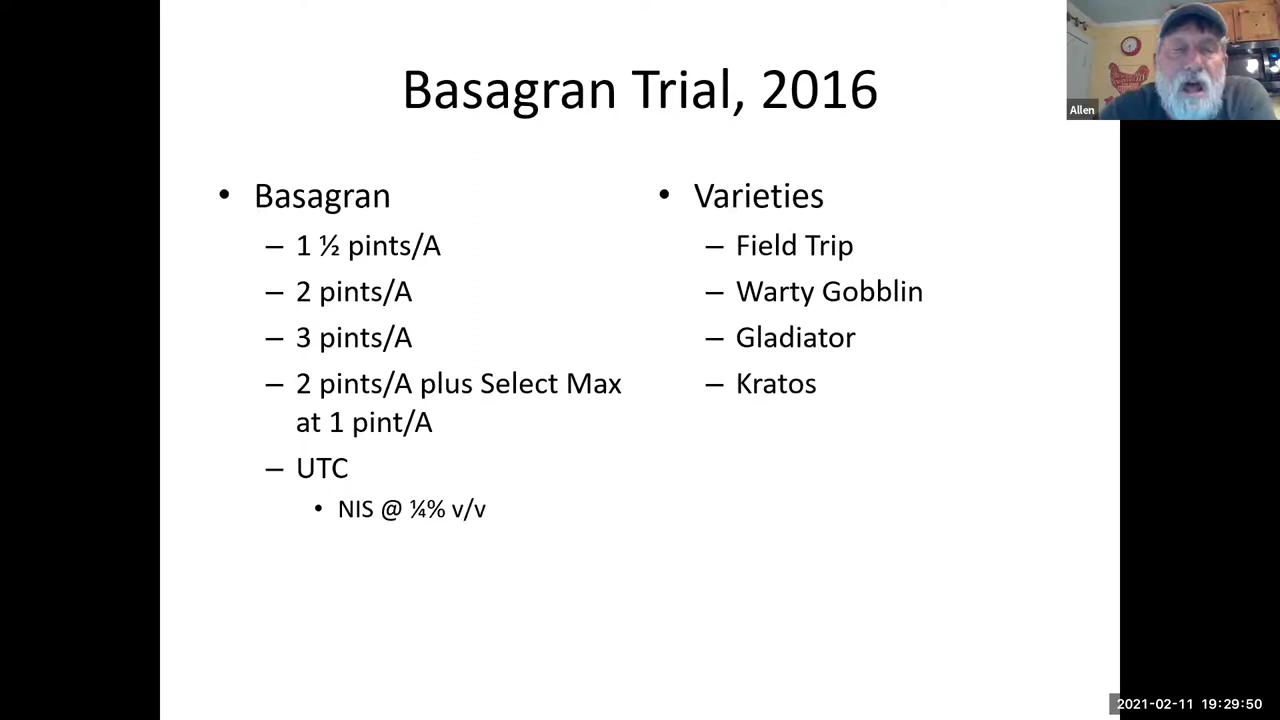 Basagran Trial, 2016
• Basagran
– 1 ½ pints/A
– 2 pints/A
– 3 pints/A
– 2 pints/A plus Select Max
at 1 pint/A
– UTC
• NIS @ ¼% v/v
• Varieties
– Field Trip
– Warty Gobblin
– Gladiator
– Kratos
Allen
2021-02-11 19:29:50